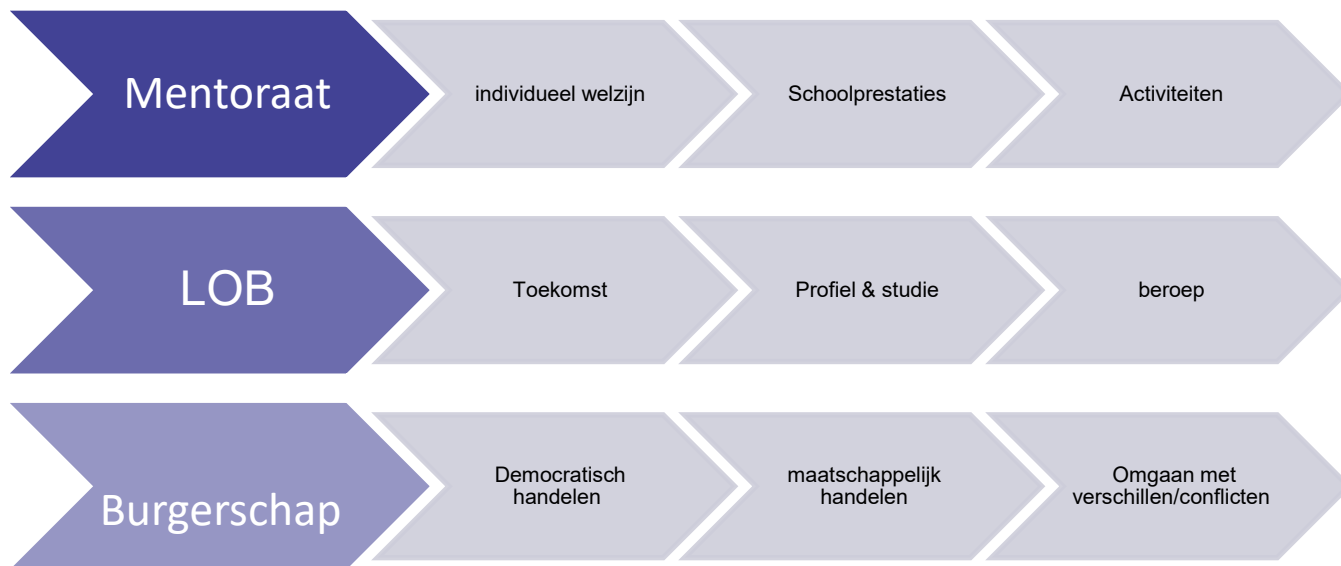 Mentoraat
individueel welzijn
Schoolprestaties
Activiteiten
LOB
Toekomst
Profiel & studie
beroep
Burgerschap
Democratisch
handelen
maatschappelijk
handelen
Omgaan met
verschillen/conflicten